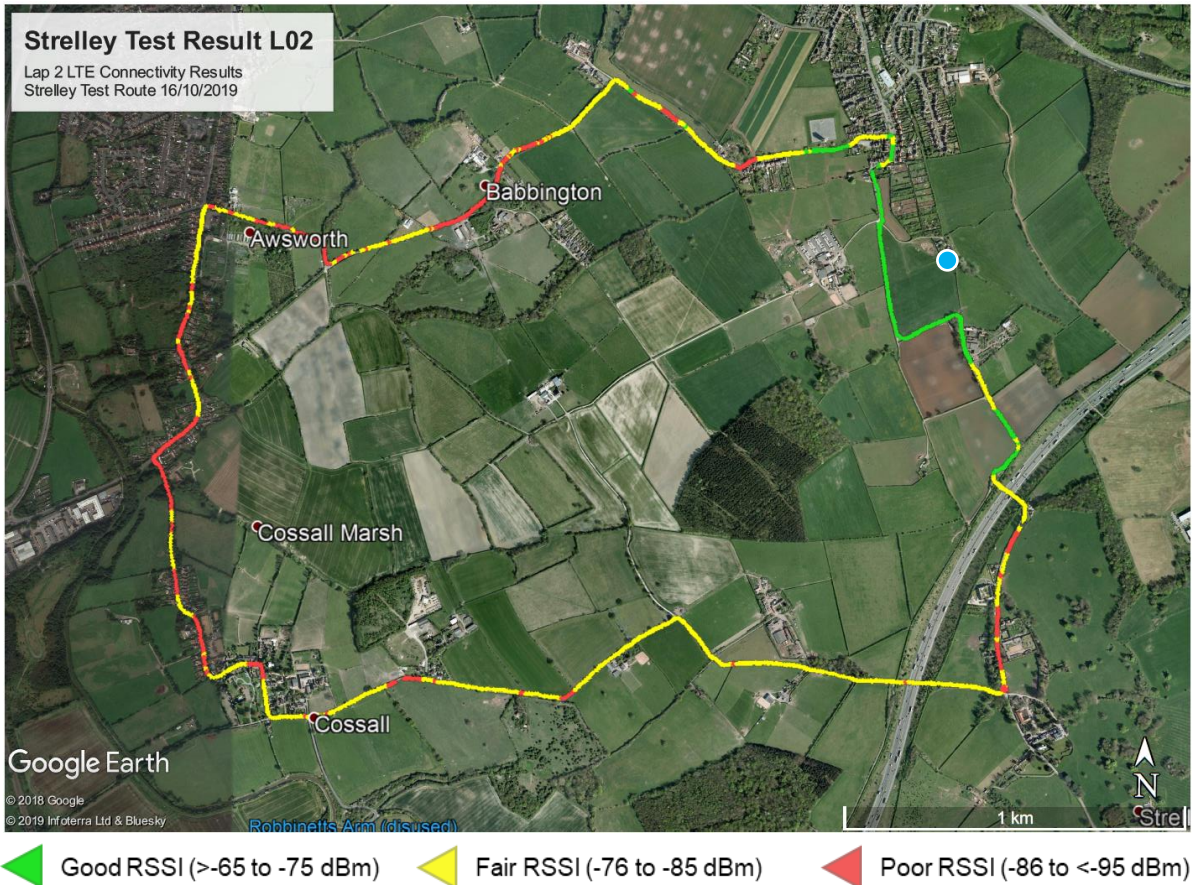 Strelley Test Result L02
Lap 2 LTE Connectivity Results
Strelley Test Route 16/10/2019
Babbington
Awsworth
Cossall Marsh
Cossall
Google Earth
© 2018 Google
© 2019 Infoterra Ltd & Bluesky
Robbinetts Arm (disused)
N
1 km
Strel
Good RSSI (>-65 to -75 dBm)
Fair RSSI (-76 to -85 dBm)
Poor RSSI (-86 to <-95 dBm)